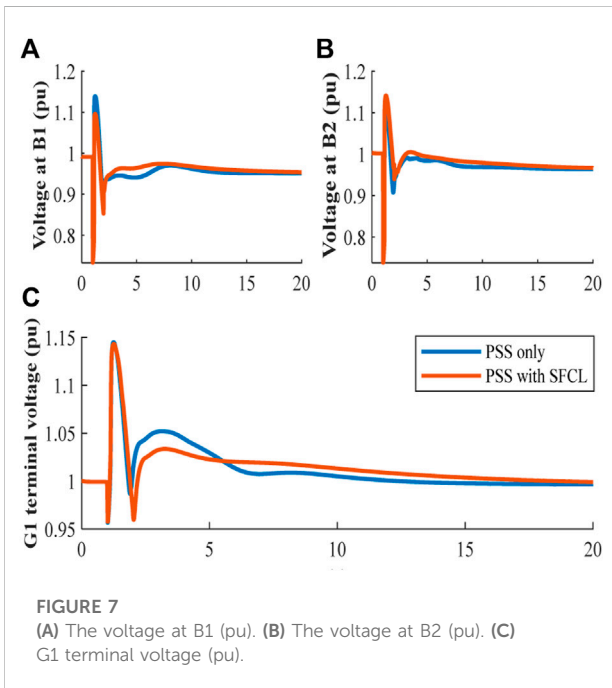 A
B
Voltage at B1 (pu)
1.2
1.1
1
0.9
0.8
0
5
10
15
20
Voltage at B2 (pu)
1.2
1.1
1
0.9
0.8
0
5
10
15
20
C
G1 terminal voltage (pu)
1.15
1.1
1.05
1
0.95
0
5
10
15
20
PSS only
PSS with SFCL
FIGURE 7
(A) The voltage at B1 (pu). (B) The voltage at B2 (pu). (C)
G1 terminal voltage (pu).